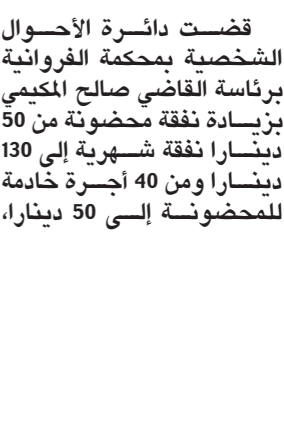 قضت دائرة الأحوال
الشخصية بمحكمة الفروانية
برئاسة القاضي صالح المكيمي
بزيادة نفقة محضونة من 50
دينارا نفقة شهرية إلى 130
دينارا ومن 40 أجرة خادمة
للمحضونة إلى 50 دينارا،